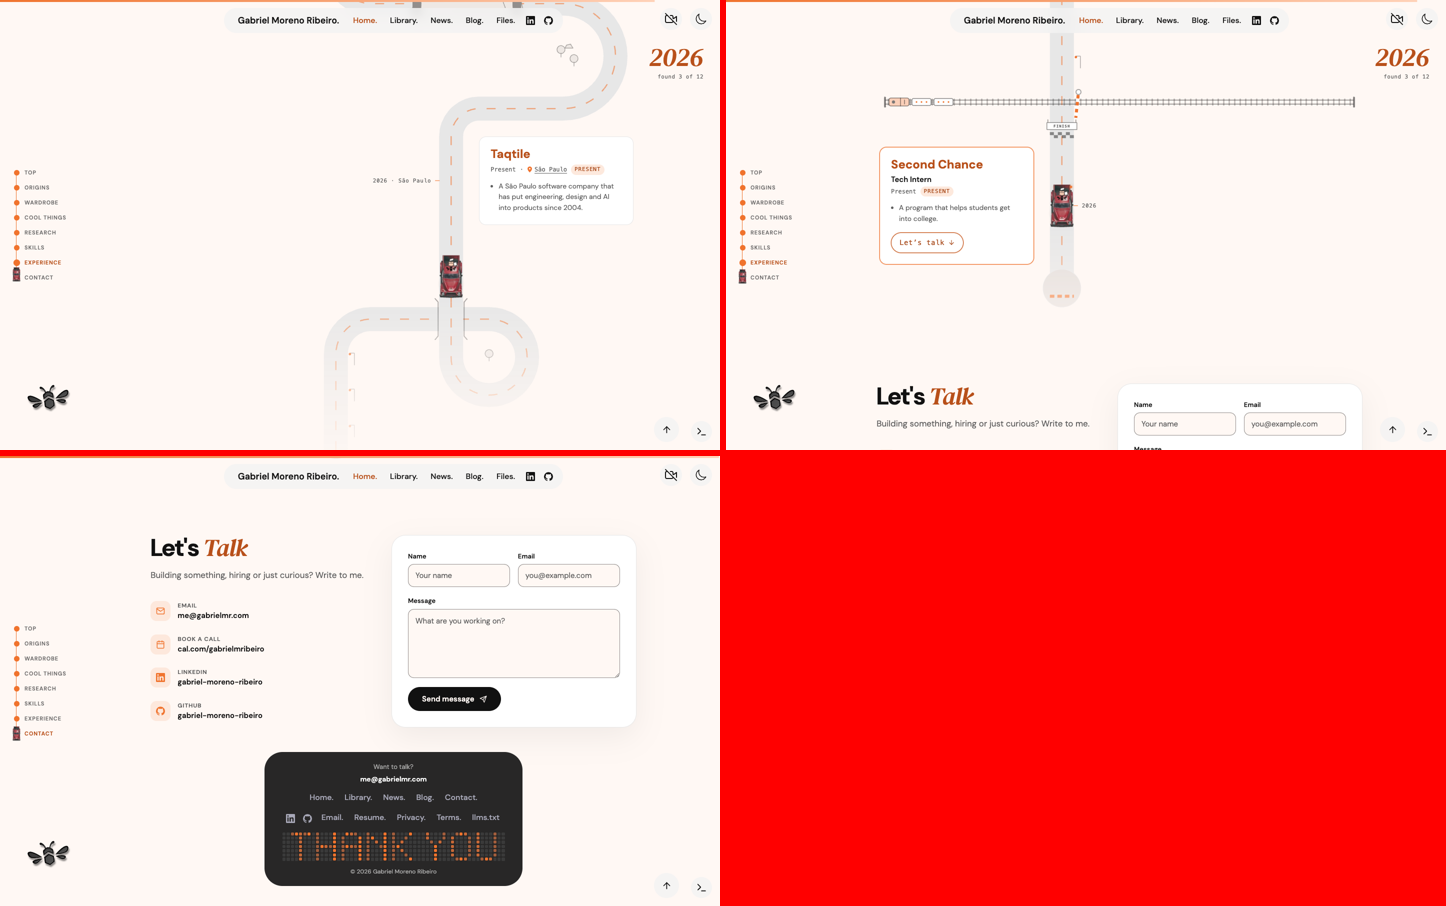 Gabriel Moreno Ribeiro. Home. Library. News. Blog. Files.
2026
found 3 of 12
Taqtile
Present · São Paulo PRESENT
2026 · São Paulo
• A São Paulo software company that
has put engineering, design and AI
into products since 2004.
TOP
ORIGINS
WARDROBE
COOL THINGS
RESEARCH
SKILLS
EXPERIENCE
CONTACT
Gabriel Moreno Ribeiro. Home. Library. News. Blog. Files.
2026
found 3 of 12
FINISH
Second Chance
Tech Intern
Present PRESENT
• A program that helps students get
into college.
Let's talk ↓
2026
TOP
ORIGINS
WARDROBE
COOL THINGS
RESEARCH
SKILLS
EXPERIENCE
CONTACT
Let's Talk
Building something, hiring or just curious? Write to me.
Name Email
Your name you@example.com
Message
Gabriel Moreno Ribeiro. Home. Library. News. Blog. Files.
Let's Talk
Building something, hiring or just curious? Write to me.
EMAIL
me@gabrielmr.com
BOOK A CALL
cal.com/gabrielmribeiro
LINKEDIN
gabriel-moreno-ribeiro
GITHUB
gabriel-moreno-ribeiro
Name Email
Your name you@example.com
Message
What are you working on?
Send message
TOP
ORIGINS
WARDROBE
COOL THINGS
RESEARCH
SKILLS
EXPERIENCE
CONTACT
Want to talk?
me@gabrielmr.com
Home. Library. News. Blog. Contact.
Email. Resume. Privacy. Terms. llms.txt
THANK YOU
© 2026 Gabriel Moreno Ribeiro